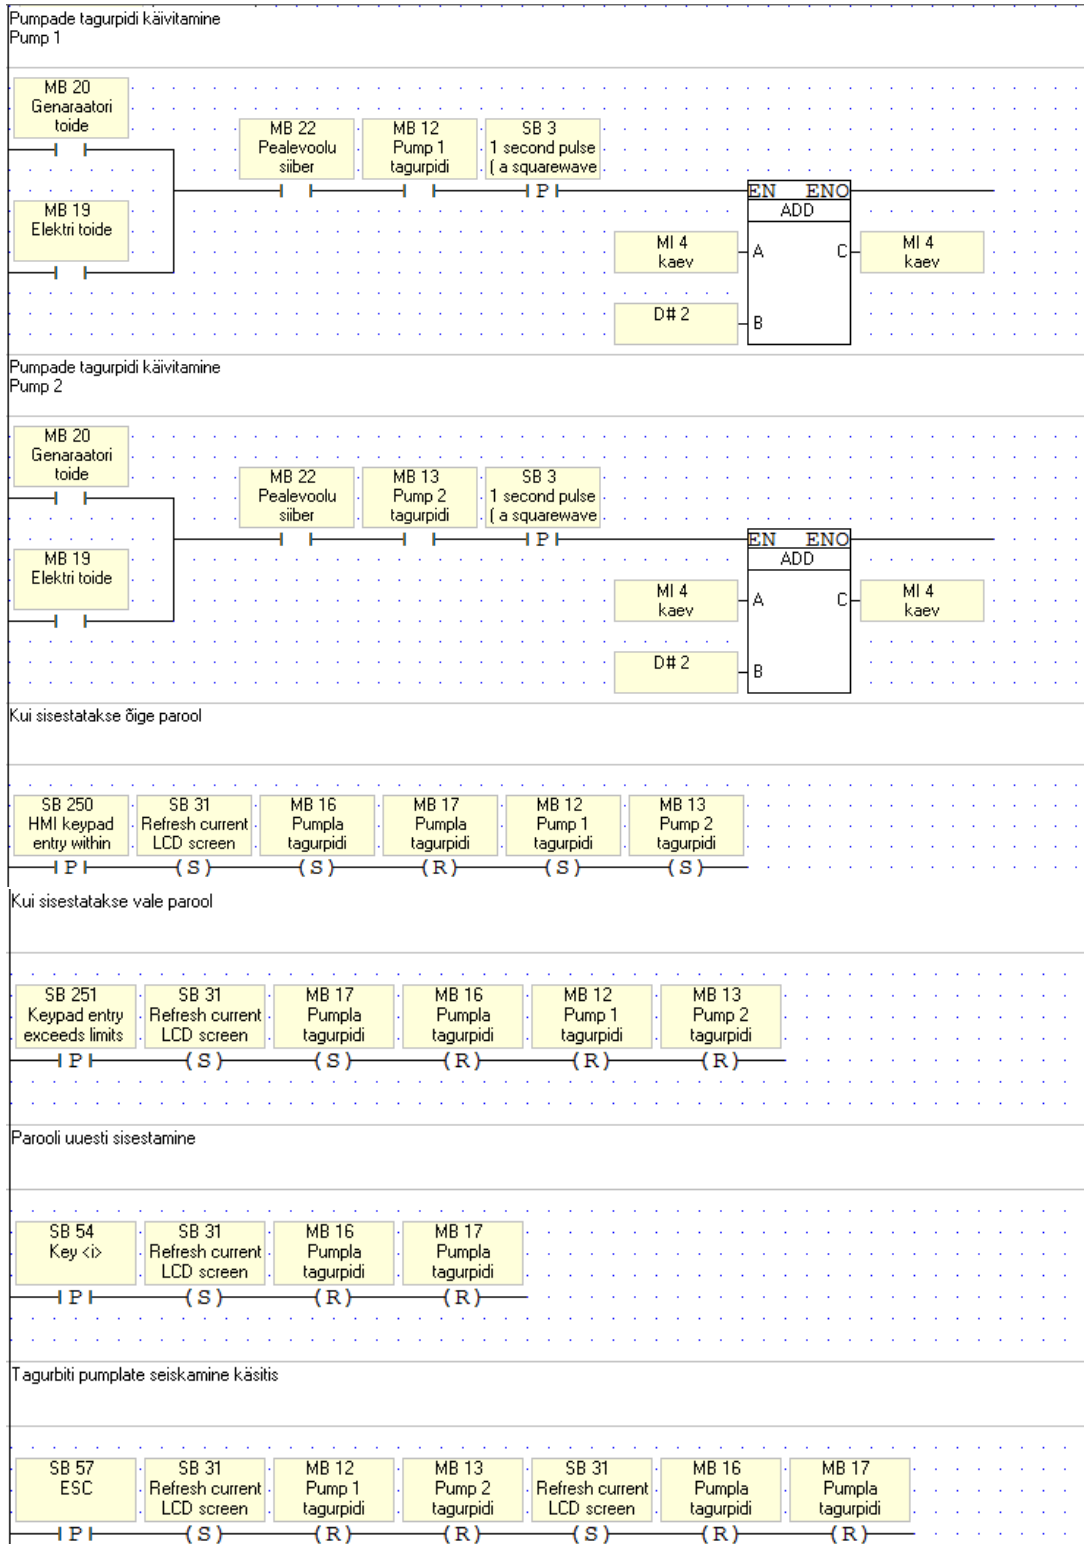 Pumpade tagurpidi käivitamine
Pump 1
MB 20
Genaraatori
toide
MB 22
Pealevoolu
siiber
MB 12
Pump 1
tagurpidi
SB 3
1 second pulse
( a squarewave
P
MB 19
Elektri toide
EN ENO
ADD
MI 4
kaev
A
C
MI 4
kaev
D# 2
B
Pumpade tagurpidi käivitamine
Pump 2
MB 20
Genaraatori
toide
MB 22
Pealevoolu
siiber
MB 13
Pump 2
tagurpidi
SB 3
1 second pulse
( a squarewave
P
MB 19
Elektri toide
EN ENO
ADD
MI 4
kaev
A
C
MI 4
kaev
D# 2
B
Kui sisestatakse õige parool
SB 250
HMI keypad
entry within
SB 31
Refresh current
LCD screen
MB 16
Pumpla
tagurpidi
MB 17
Pumpla
tagurpidi
MB 12
Pump 1
tagurpidi
MB 13
Pump 2
tagurpidi
P (S) (S) (R) (S) (S)
Kui sisestatakse vale parool
SB 251
Keypad entry
exceeds limits
SB 31
Refresh current
LCD screen
MB 17
Pumpla
tagurpidi
MB 16
Pumpla
tagurpidi
MB 12
Pump 1
tagurpidi
MB 13
Pump 2
tagurpidi
P (S) (S) (R) (R) (R)
Parooli uuesti sisestamine
SB 54
Key <i>
SB 31
Refresh current
LCD screen
MB 16
Pumpla
tagurpidi
MB 17
Pumpla
tagurpidi
P (S) (R) (R)
Tagurbiti pumplate seiskamine käsitis
SB 57
ESC
SB 31
Refresh current
LCD screen
MB 12
Pump 1
tagurpidi
MB 13
Pump 2
tagurpidi
SB 31
Refresh current
LCD screen
MB 16
Pumpla
tagurpidi
MB 17
Pumpla
tagurpidi
P (S) (R) (R) (S) (R) (R)